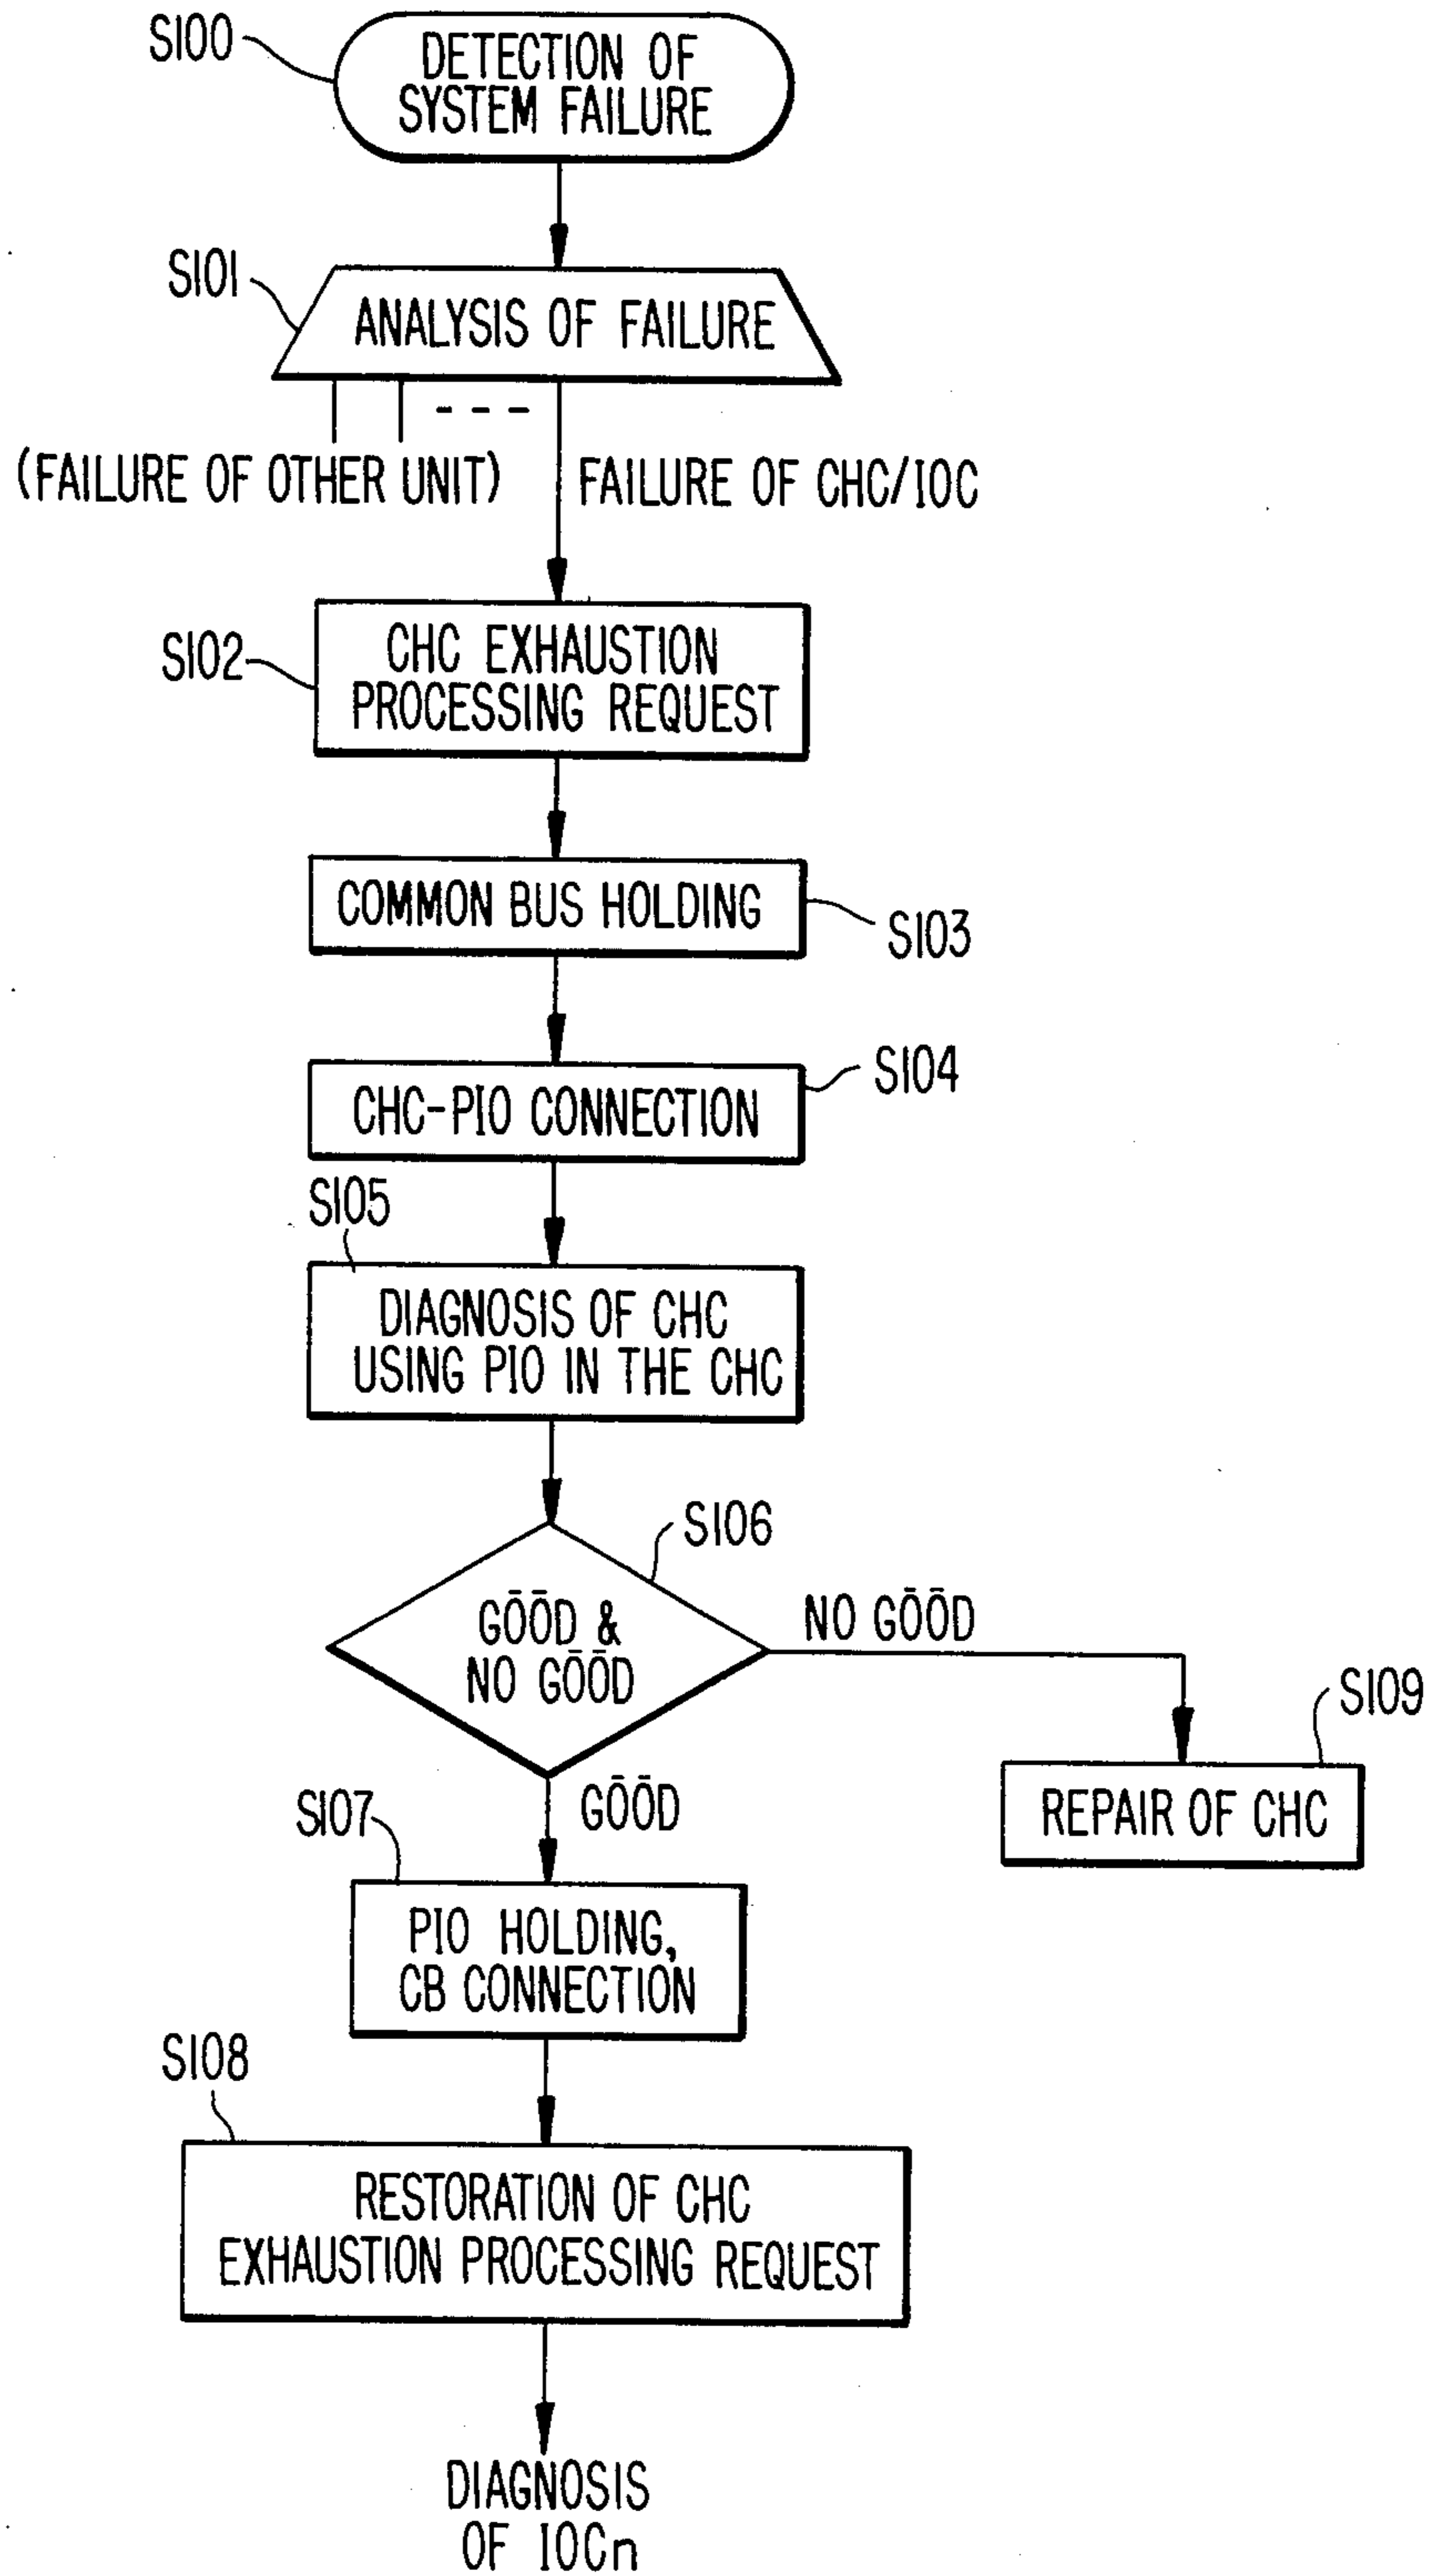 S100
DETECTION OF
SYSTEM FAILURE
S101
ANALYSIS OF FAILURE
- - -
(FAILURE OF OTHER UNIT)
FAILURE OF CHC/IOC
S102
CHC EXHAUSTION
PROCESSING REQUEST
COMMON BUS HOLDING
S103
CHC-PIO CONNECTION
S104
S105
DIAGNOSIS OF CHC
USING PIO IN THE CHC
S106
GŌŌD &
NO GŌŌD
NO GŌŌD
S109
REPAIR OF CHC
GŌŌD
S107
PIO HOLDING,
CB CONNECTION
S108
RESTORATION OF CHC
EXHAUSTION PROCESSING REQUEST
DIAGNOSIS
OF IOCn